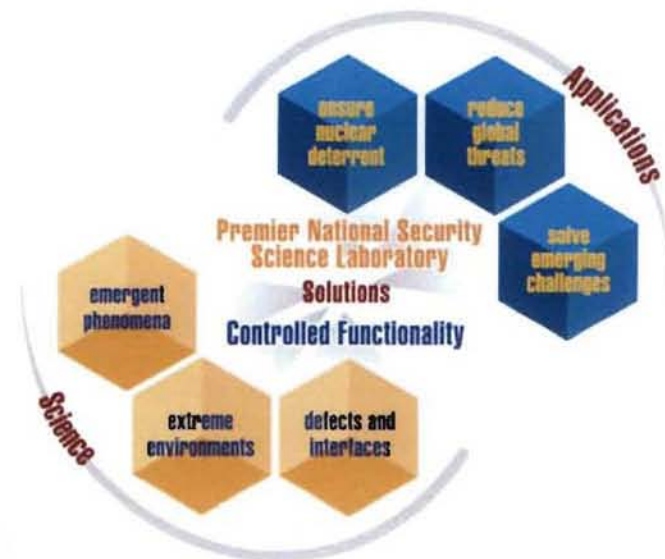 ensure
nuclear
deterrent
reduce
global
threats
Applications
solve
emerging
challenges
Premier National Security
Science Laboratory
Solutions
Controlled Functionality
emergent
phenomena
Science
extreme
environments
defects and
interfaces